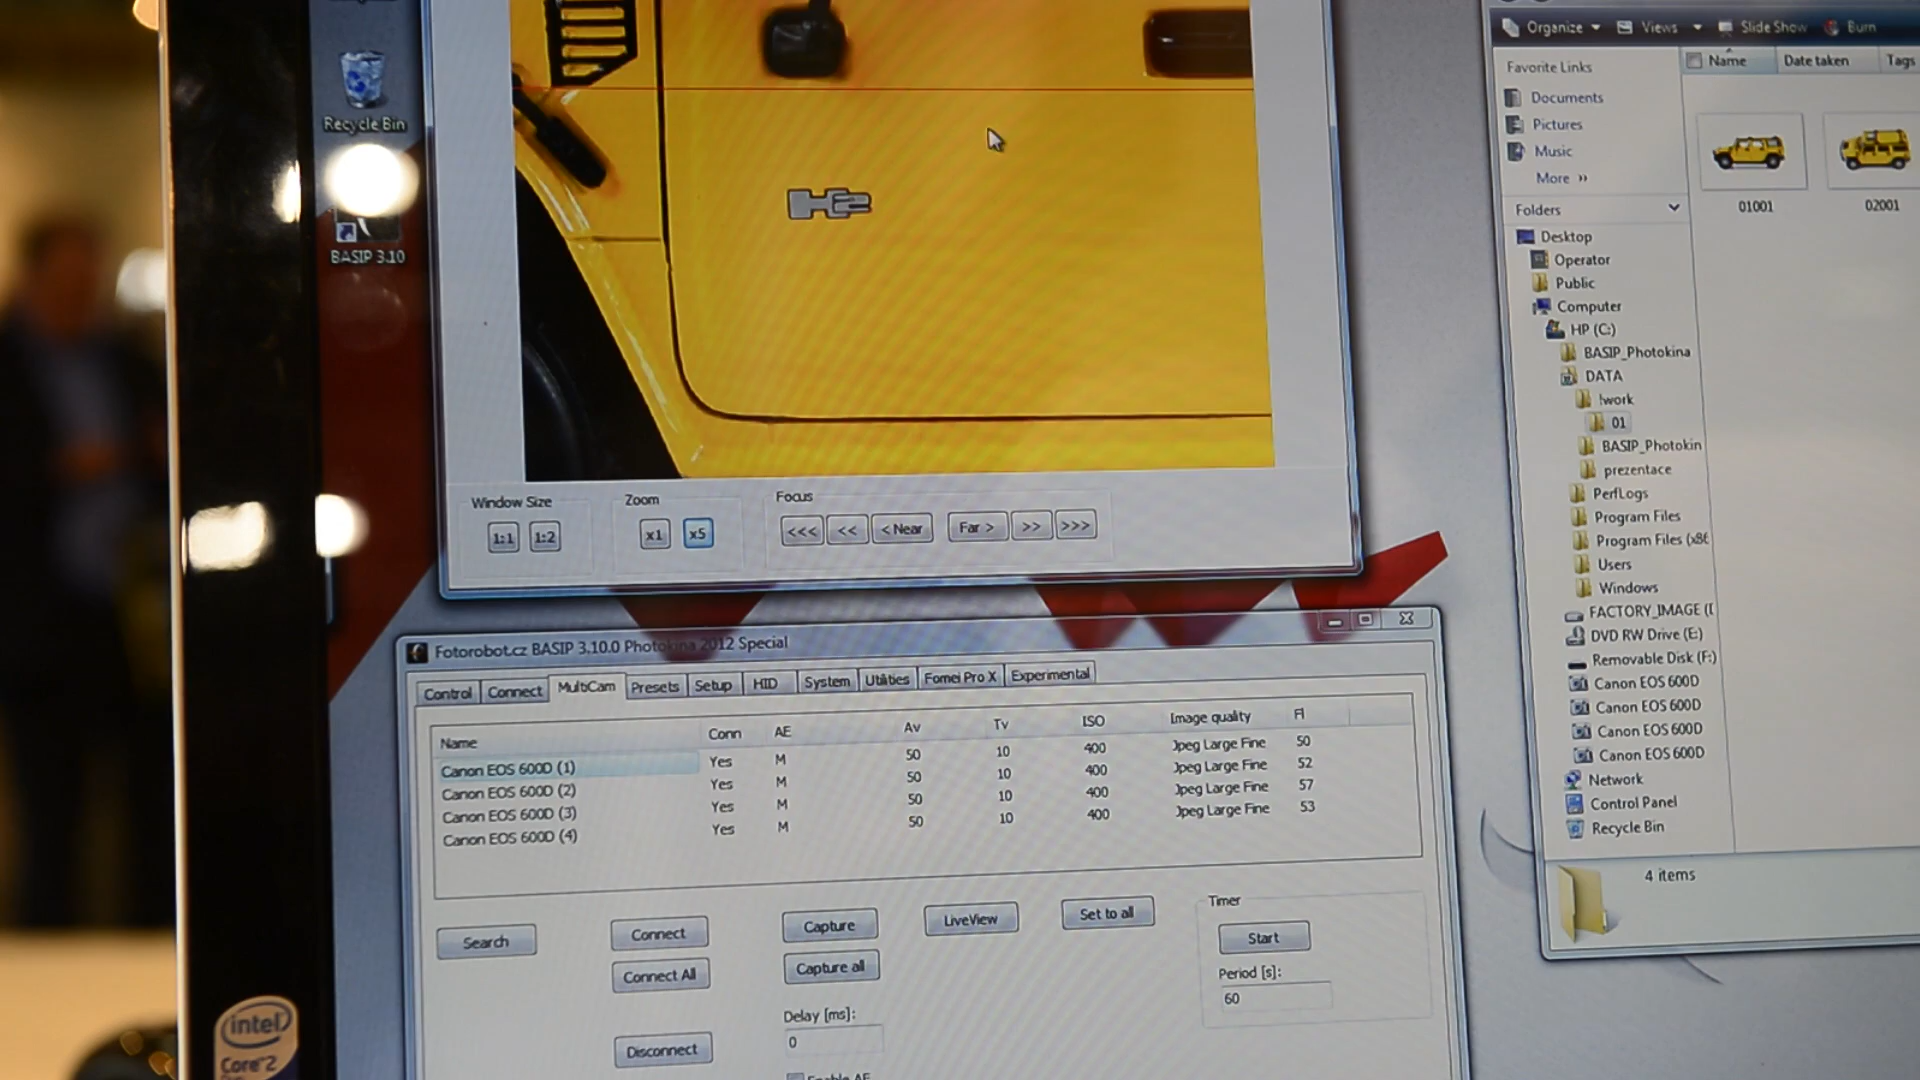 Recycle Bin
BASIP 3.10
H2
Window Size
1:1
1:2
Zoom
x1
x5
Focus
<<<
<<
< Near
Far >
>>
>>>
Organize
Views
Slide Show
Burn
Favorite Links
Documents
Pictures
Music
More >>
Folders
Name
Date taken
Tags
01001
02001
Desktop
Operator
Public
Computer
HP (C:)
BASIP_Photokina
DATA
!work
01
BASIP_Photokin
prezentace
PerfLogs
Program Files
Program Files (x86
Users
Windows
FACTORY_IMAGE (D
DVD RW Drive (E:)
Removable Disk (F:)
Canon EOS 600D
Canon EOS 600D
Canon EOS 600D
Canon EOS 600D
Network
Control Panel
Recycle Bin
4 items
Fotorobot.cz BASIP 3.10.0 Photokina 2012 Special
Control Connect MultiCam Presets Setup HID System Utilities Fomei Pro X Experimental
Name Conn AE Av Tv ISO Image quality Fl
Canon EOS 600D (1) Yes M 50 10 400 Jpeg Large Fine 50
Canon EOS 600D (2) Yes M 50 10 400 Jpeg Large Fine 52
Canon EOS 600D (3) Yes M 50 10 400 Jpeg Large Fine 57
Canon EOS 600D (4) Yes M 50 10 400 Jpeg Large Fine 53
Search
Connect
Capture
LiveView
Set to all
Timer
Start
Connect All
Capture all
Period [s]:
60
Delay [ms]:
0
Disconnect
Enable AF
intel
Core™2